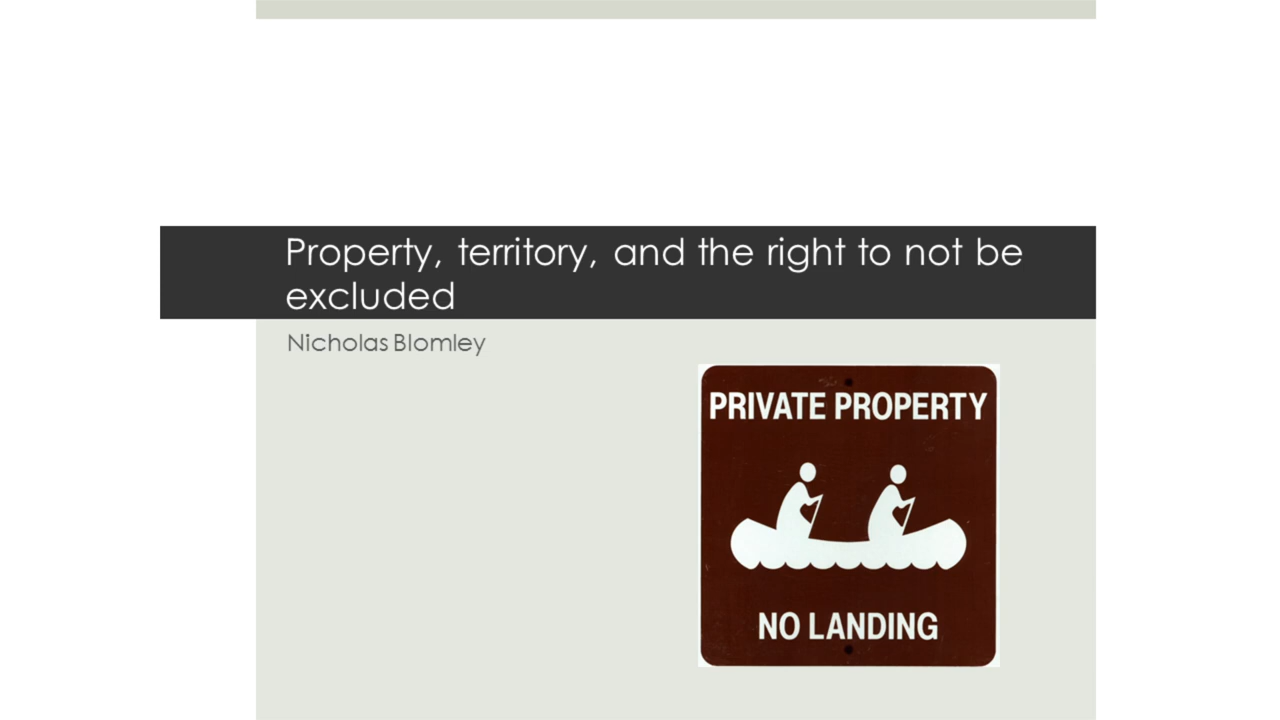 Property, territory, and the right to not be
excluded
Nicholas Blomley
PRIVATE PROPERTY
NO LANDING